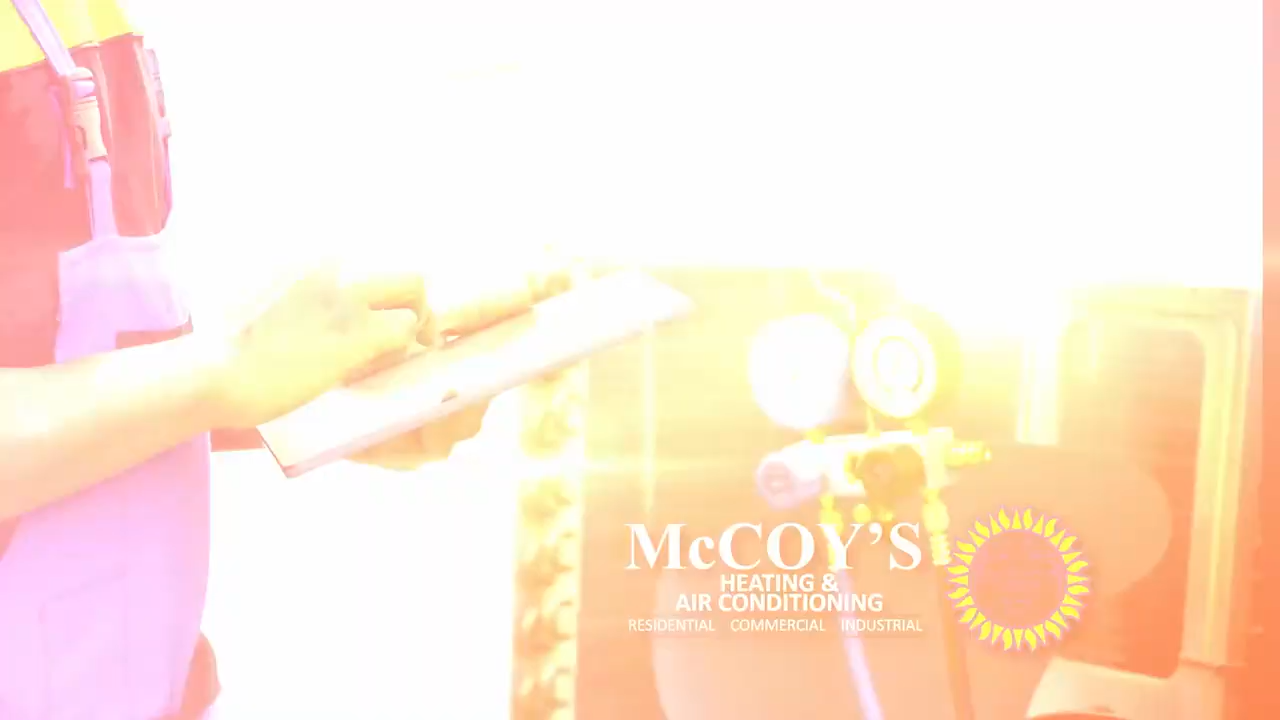 McCOY'S
HEATING &
AIR CONDITIONING
RESIDENTIAL COMMERCIAL INDUSTRIAL